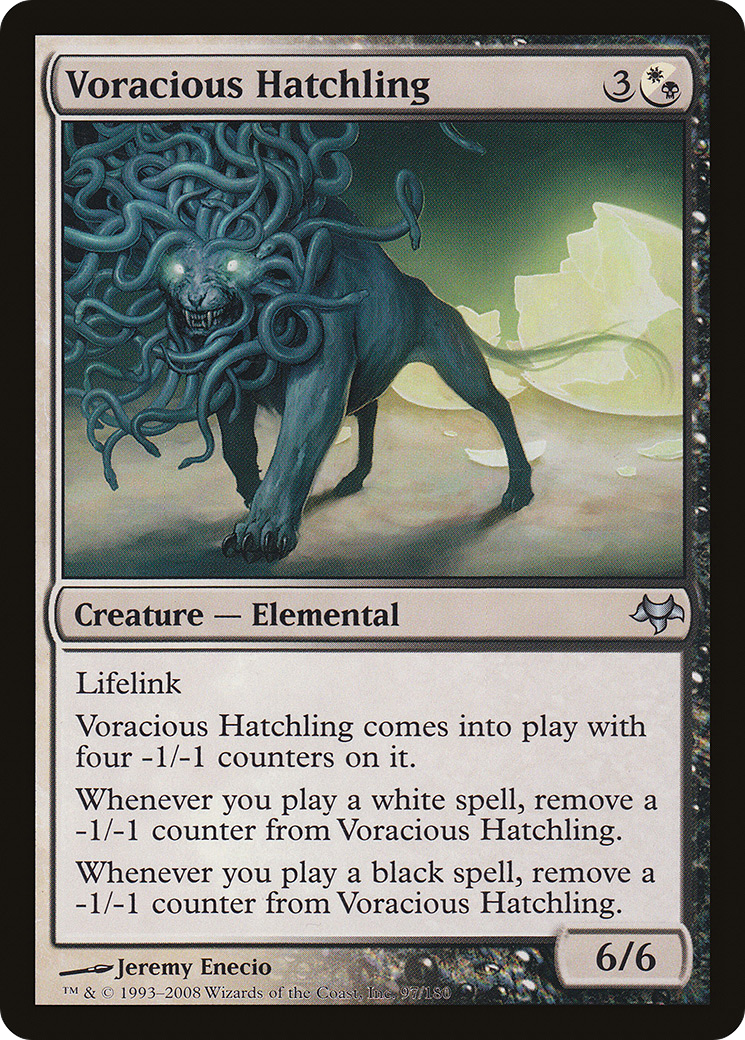 Voracious Hatchling 3
Creature — Elemental
Lifelink
Voracious Hatchling comes into play with
four -1/-1 counters on it.
Whenever you play a white spell, remove a
-1/-1 counter from Voracious Hatchling.
Whenever you play a black spell, remove a
-1/-1 counter from Voracious Hatchling.
6/6
Jeremy Enecio
™ & © 1993–2008 Wizards of the Coast, Inc. 97/180